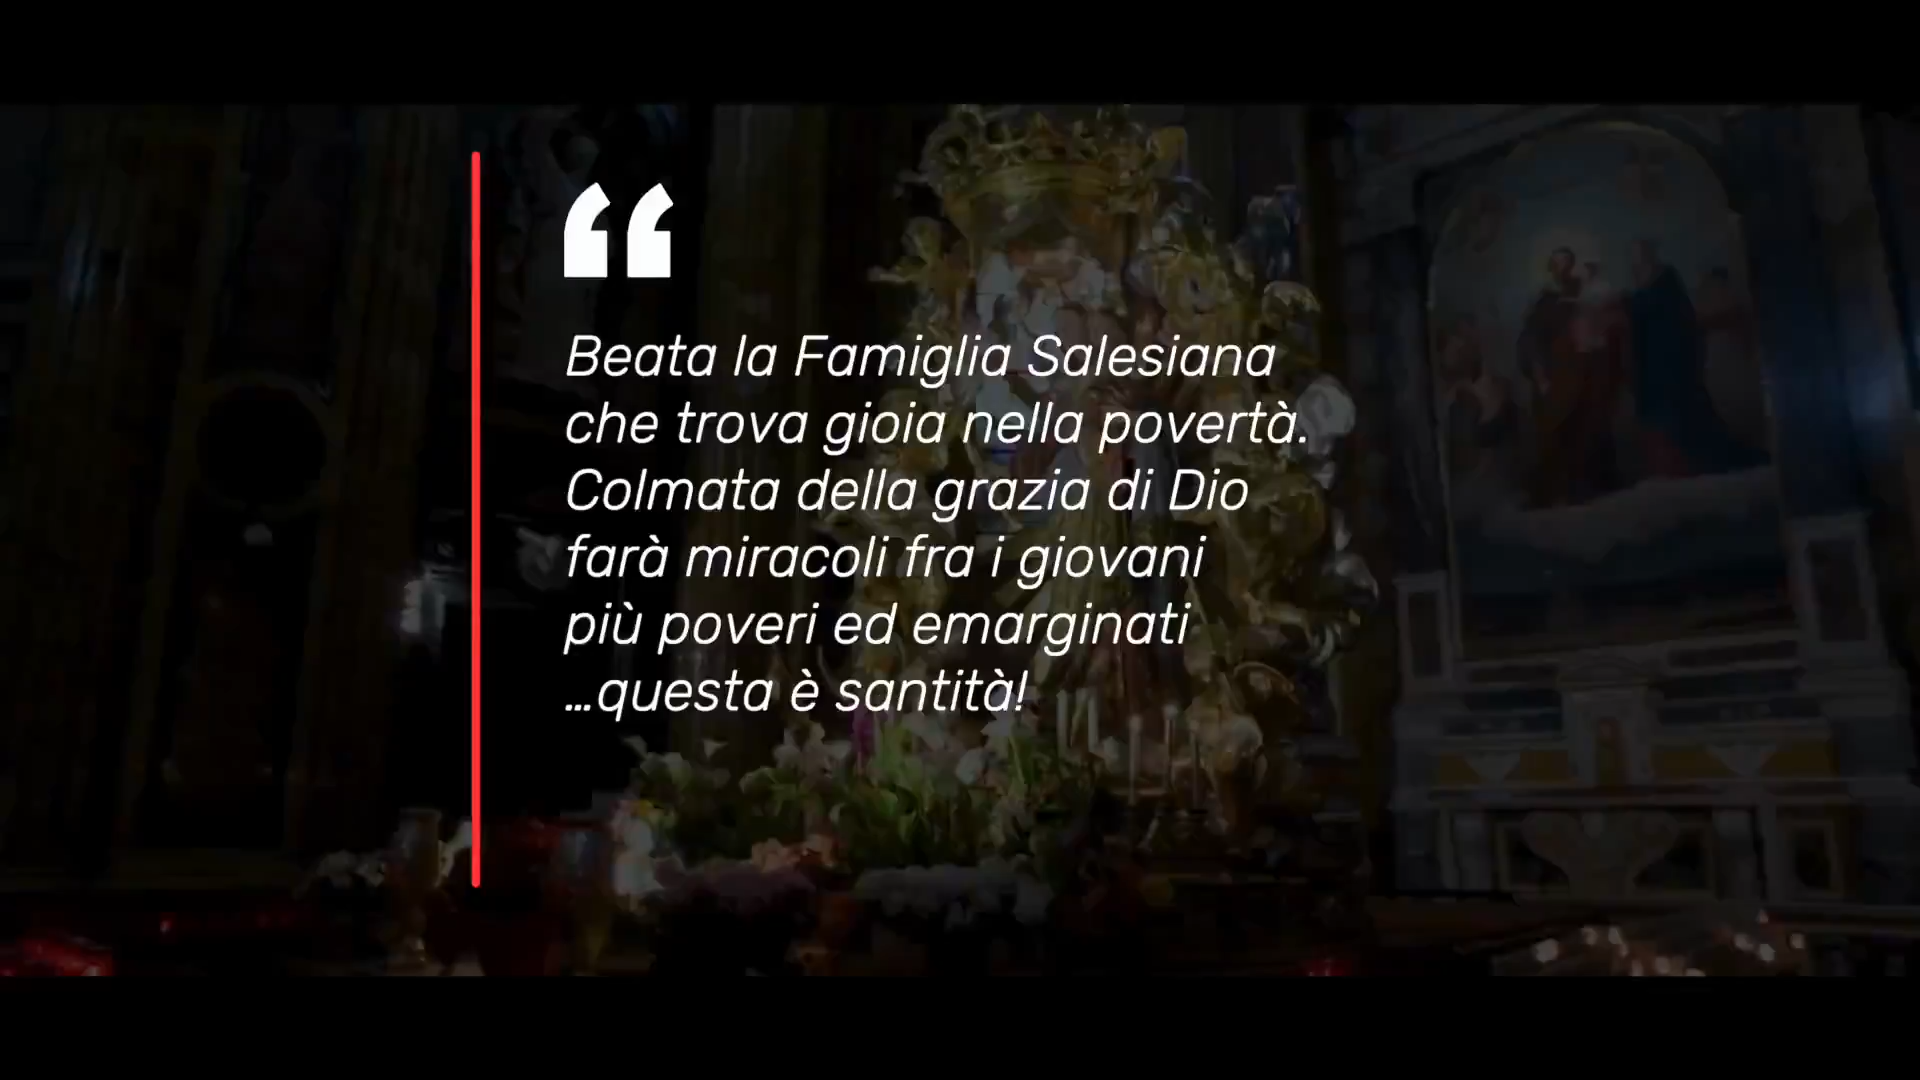 “
Beata la Famiglia Salesiana
che trova gioia nella povertà.
Colmata della grazia di Dio
farà miracoli fra i giovani
più poveri ed emarginati
...questa è santità!